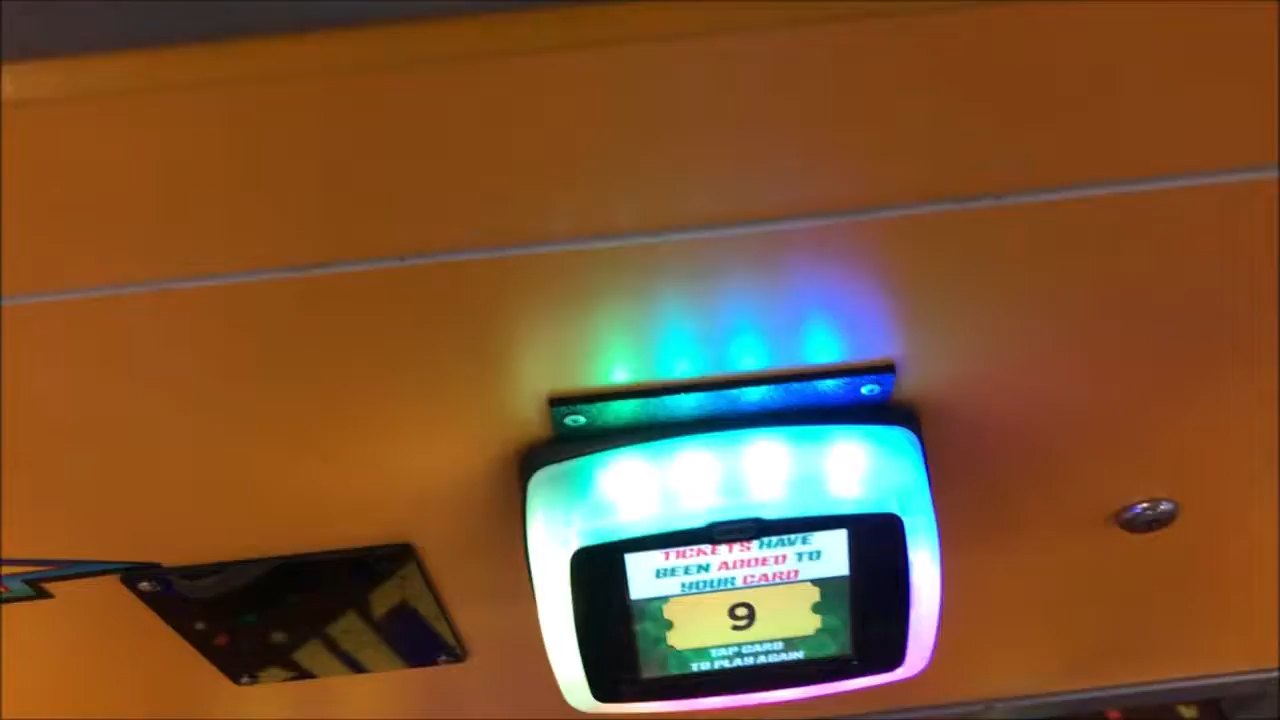 TICKETS HAVE
BEEN ADDED TO
YOUR CARD
9
TAP CARD
TO PLAY AGAIN